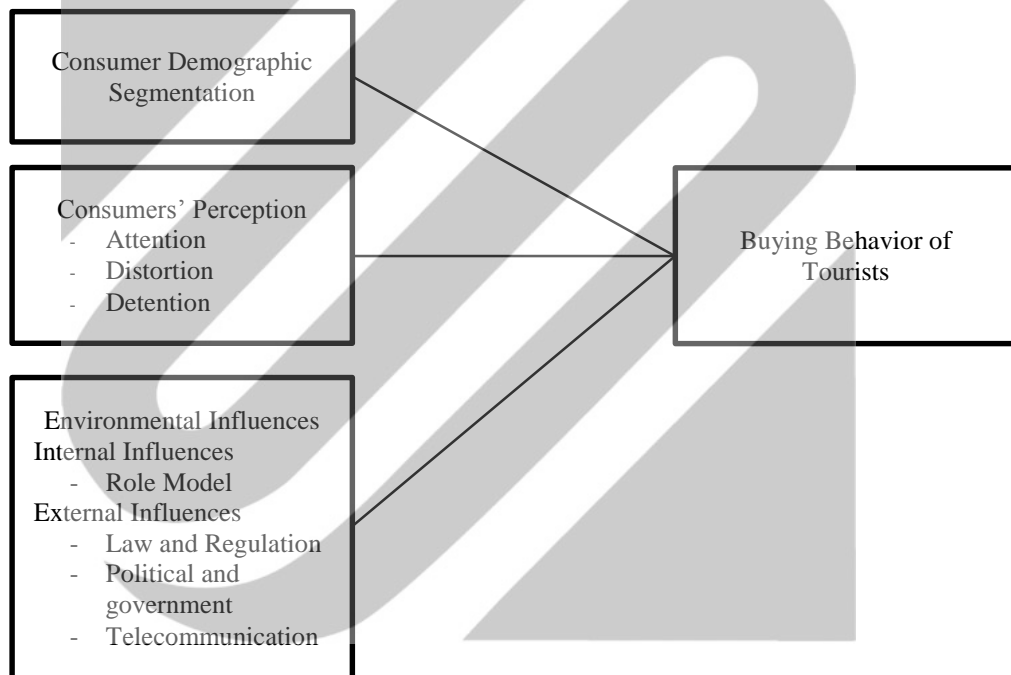 Consumer Demographic
Segmentation
Consumers’ Perception
- Attention
- Distortion
- Detention
Buying Behavior of
Tourists
Environmental Influences
Internal Influences
- Role Model
External Influences
- Law and Regulation
- Political and
government
- Telecommunication